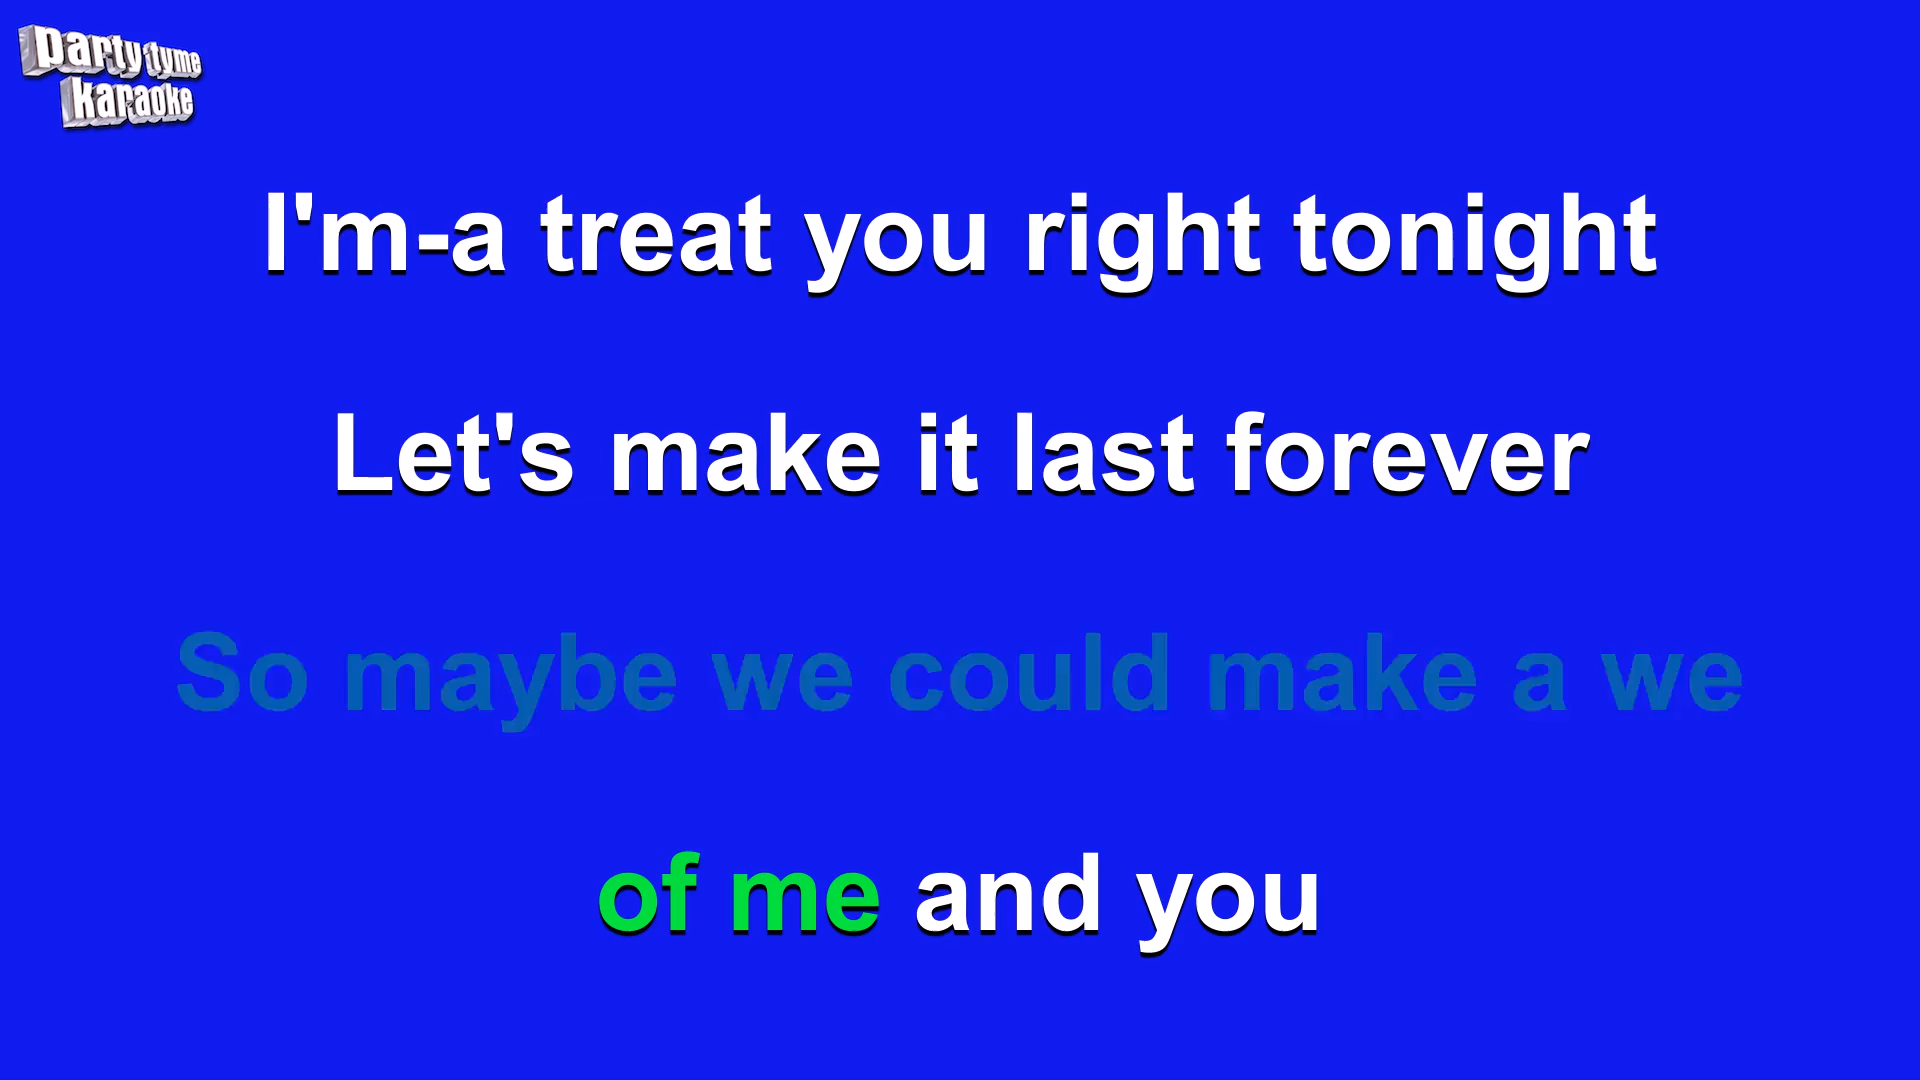 party tyme
karaoke
I'm-a treat you right tonight
Let's make it last forever
So maybe we could make a we
of me and you